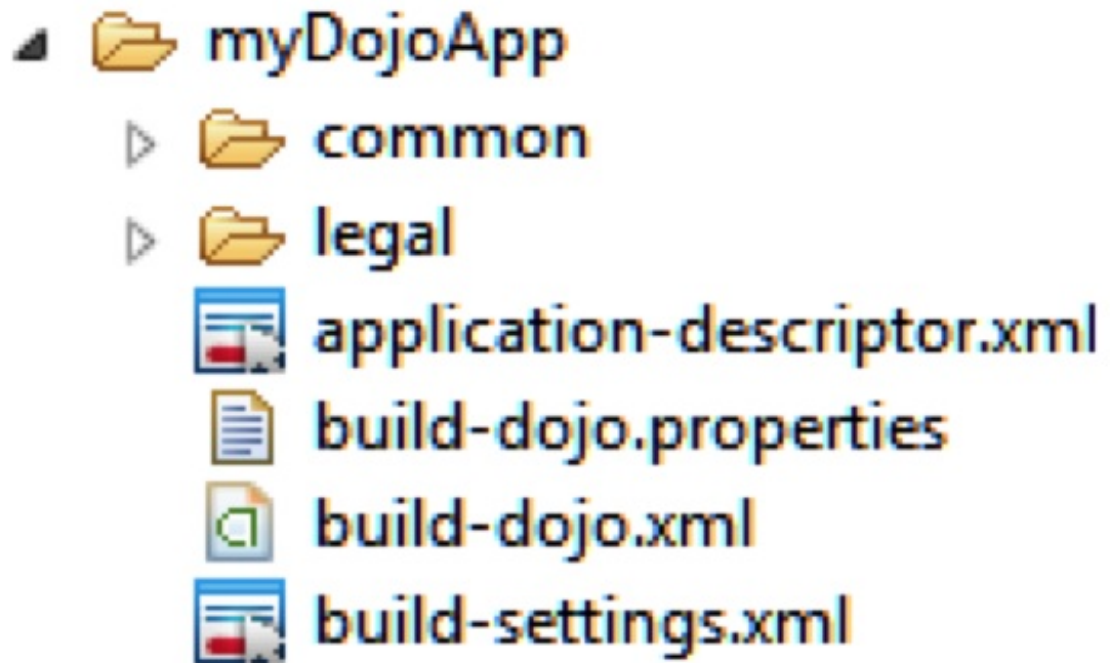 myDojoApp
common
legal
application-descriptor.xml
build-dojo.properties
build-dojo.xml
build-settings.xml